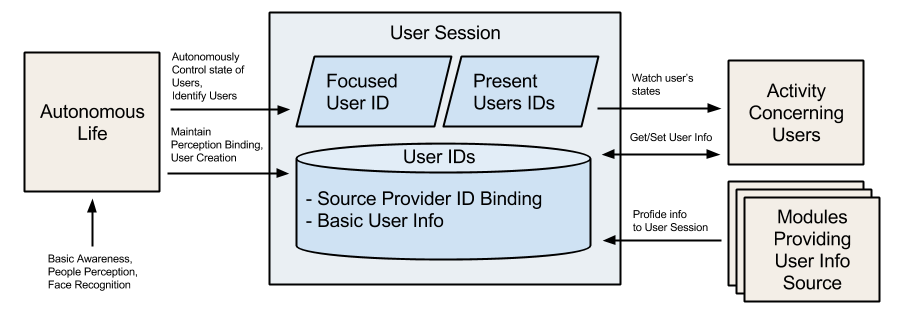 User Session
Autonomous
Life
Autonomously
Control state of
Users,
Identify Users
Maintain
Perception Binding,
User Creation
Basic Awareness,
People Perception,
Face Recognition
Focused
User ID
Present
Users IDs
User IDs
- Source Provider ID Binding
- Basic User Info
Watch user's
states
Get/Set User Info
Profide info
to User Session
Activity
Concerning
Users
Modules
Providing
User Info
Source